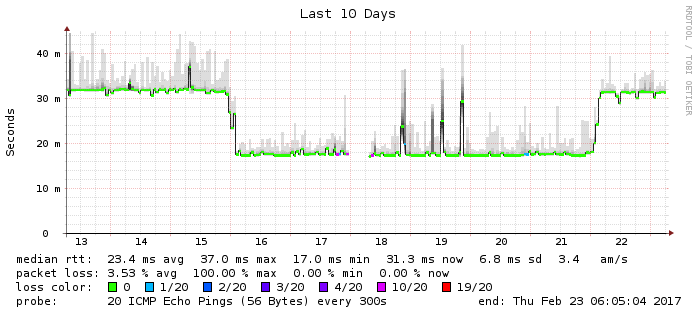 Last 10 Days
RRDTOOL / TOBI OETIKER
Seconds
40 m
30 m
20 m
10 m
0
13 14 15 16 17 18 19 20 21 22
median rtt: 23.4 ms avg 37.0 ms max 17.0 ms min 31.3 ms now 6.8 ms sd 3.4 am/s
packet loss: 3.53 % avg 100.00 % max 0.00 % min 0.00 % now
loss color: 0 1/20 2/20 3/20 4/20 10/20 19/20
probe: 20 ICMP Echo Pings (56 Bytes) every 300s end: Thu Feb 23 06:05:04 2017